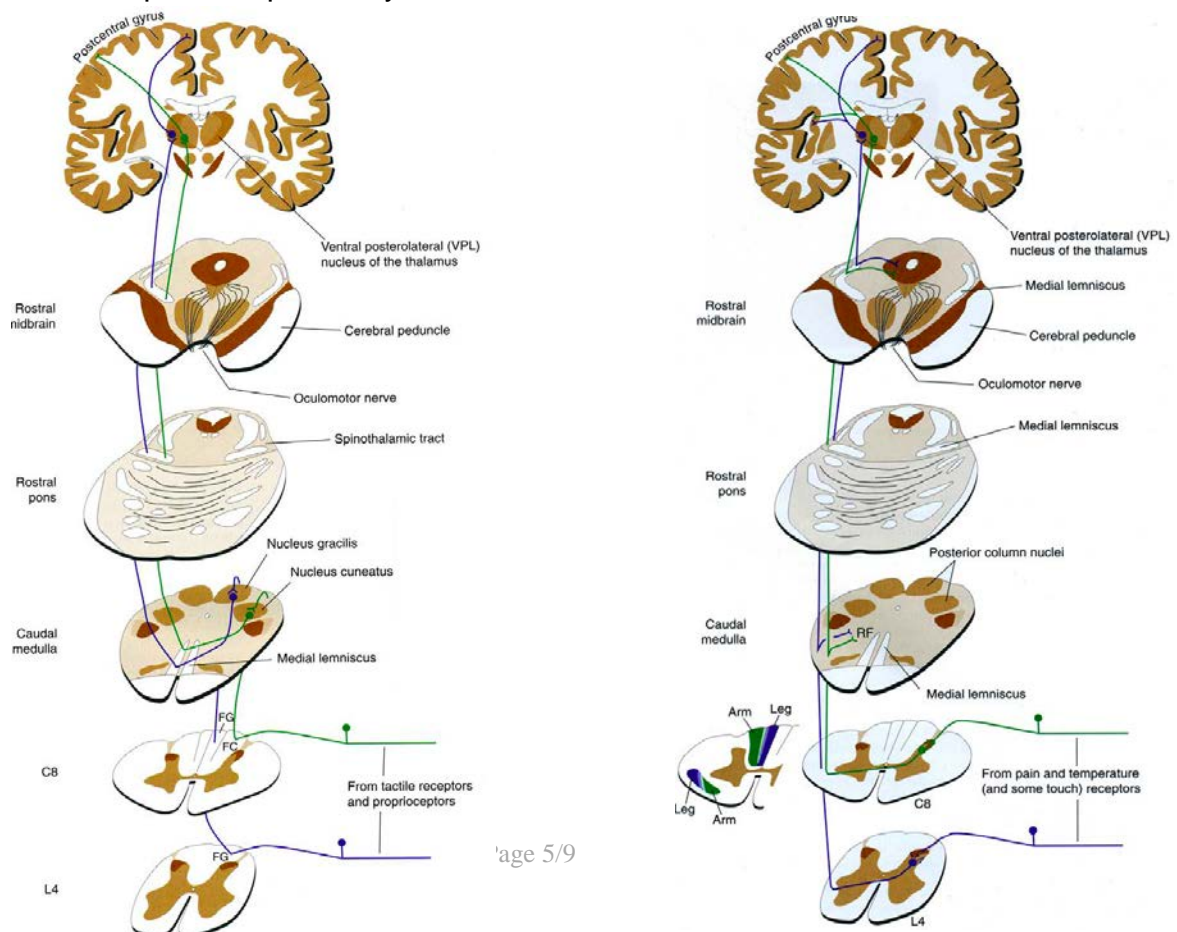 Postcentral gyrus
Ventral posterolateral (VPL)
nucleus of the thalamus
Rostral
nidbrain
Cerebral peduncle
Oculomotor nerve
Spinothalamic tract
Rostral
pons
Nucleus gracilis
Nucleus cuneatus
Caudal
medulla
Medial lemniscus
FG
FC
C8
From tactile receptors
and proprioceptors
FG
L4
Postcentral gyrus
Ventral posterolateral (VPL)
nucleus of the thalamus
Medial lemniscus
Rostral
midbrain
Cerebral peduncle
Oculomotor nerve
Medial lemniscus
Rostral
pons
Posterior column nuclei
Caudal
medulla
RF
Medial lemniscus
Arm
Leg
Leg
Arm
C8
From pain and temperature
(and some touch) receptors
L4
age 5/9